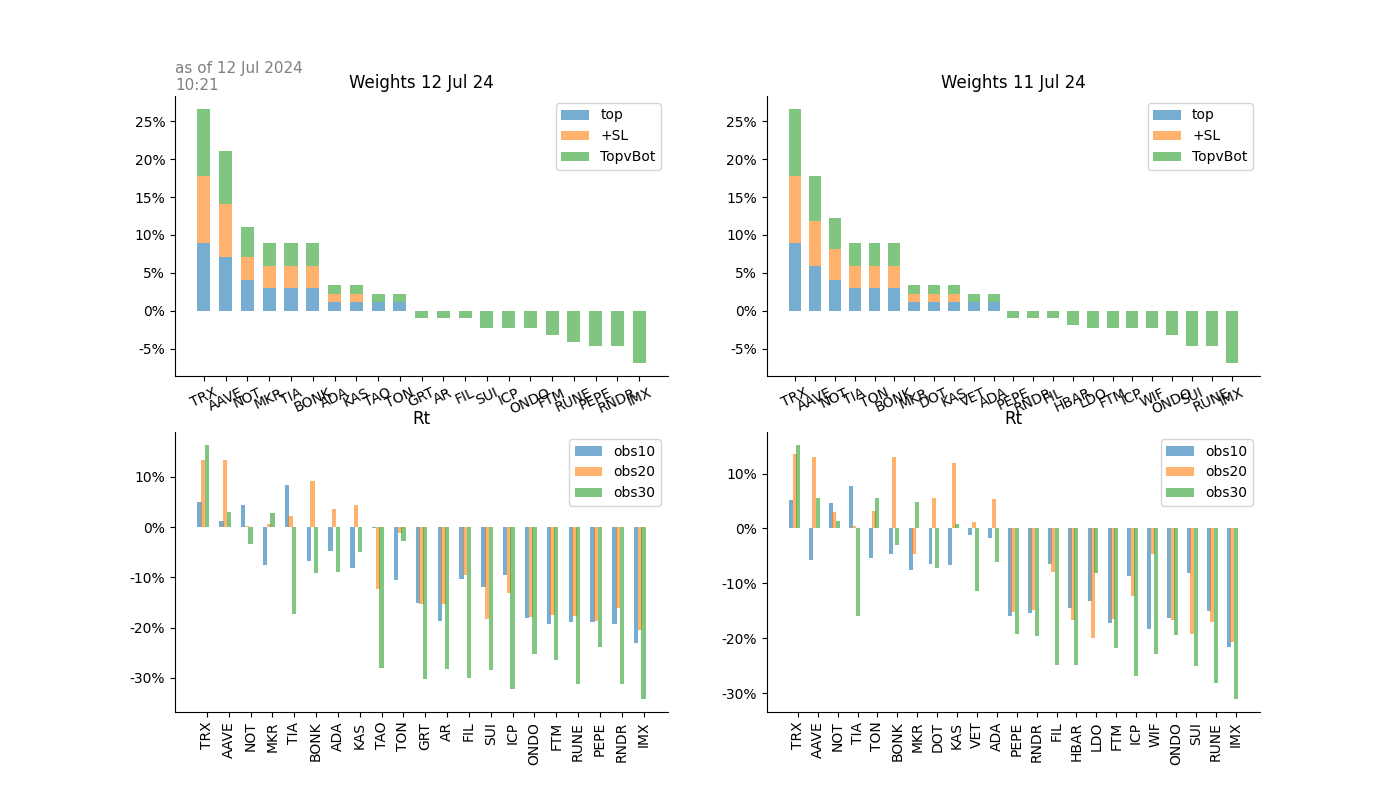 as of 12 Jul 2024
10:21
Weights 12 Jul 24
25%
20%
15%
10%
5%
0%
-5%
top
+SL
TopvBot
TRX AAVE NOT MKR TIA BONK ADA KAS TAO TON GRT AR FIL SUI ICP ONDO FTM RUNE PEPE RNDR IMX
Weights 11 Jul 24
25%
20%
15%
10%
5%
0%
-5%
top
+SL
TopvBot
TRX AAVE NOT TIA TON BONK MKR DOT KAS VET ADA PEPE RNDR FIL HBAR LDO FTM ICP WIF ONDO SUI RUNE IMX
Rt
10%
0%
-10%
-20%
-30%
obs10
obs20
obs30
TRX AAVE NOT MKR TIA BONK ADA KAS TAO TON GRT AR FIL SUI ICP ONDO FTM RUNE PEPE RNDR IMX
Rt
10%
0%
-10%
-20%
-30%
obs10
obs20
obs30
TRX AAVE NOT TIA TON BONK MKR DOT KAS VET ADA PEPE RNDR FIL HBAR LDO FTM ICP WIF ONDO SUI RUNE IMX